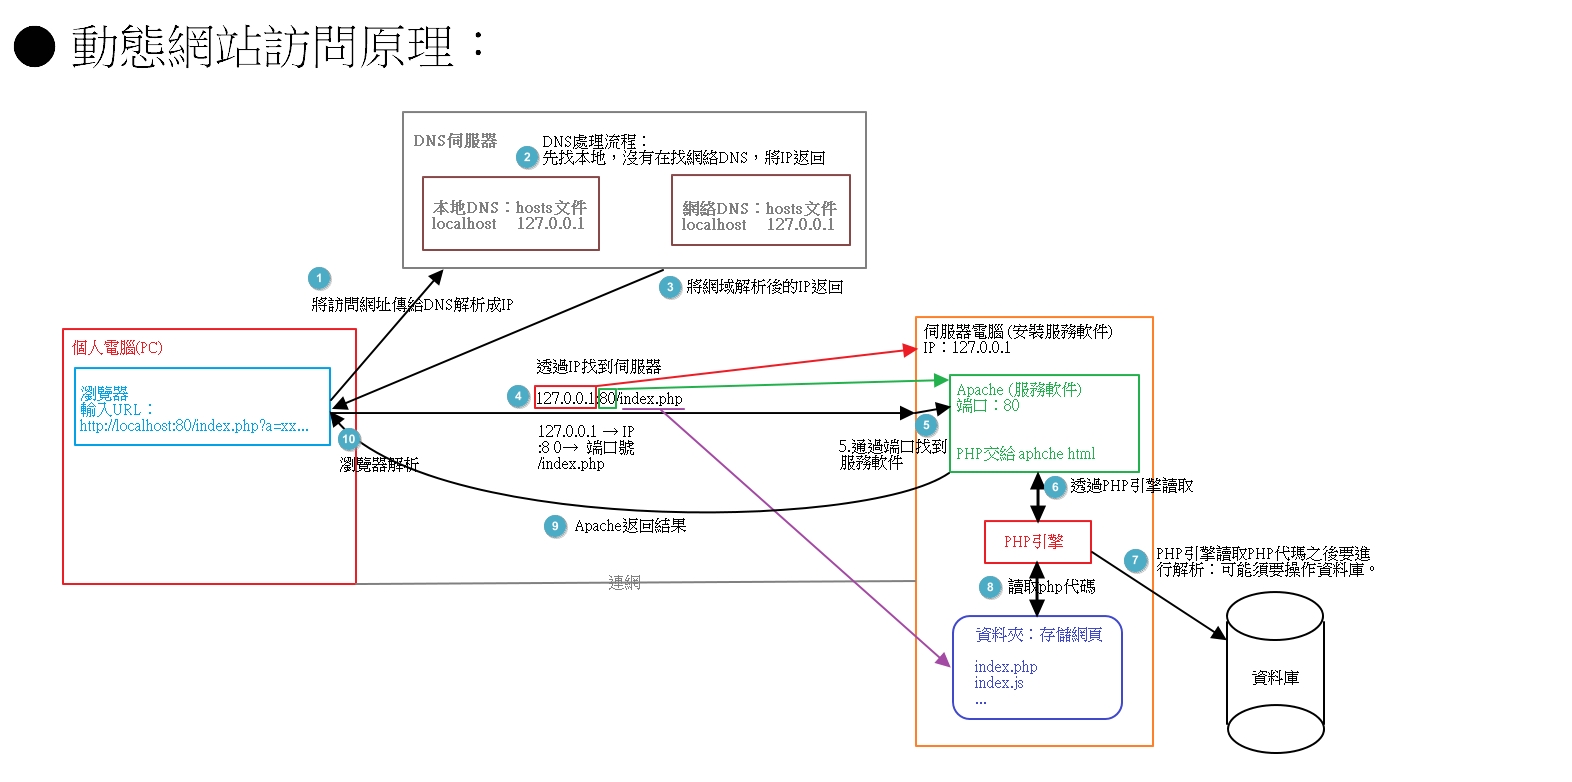 動態網站訪問原理：
DNS伺服器
2
DNS處理流程：
先找本地，沒有在找網絡DNS，將IP返回
本地DNS：hosts文件
localhost 127.0.0.1
網絡DNS：hosts文件
localhost 127.0.0.1
1
將訪問網址傳給DNS解析成IP
3
將網域解析後的IP返回
個人電腦(PC)
瀏覽器
輸入URL：
http://localhost:80/index.php?a=xx...
透過IP找到伺服器
4
127.0.0.1:80/index.php
127.0.0.1 →IP
:8 0→ 端口號
/index.php
伺服器電腦 (安裝服務軟件)
IP：127.0.0.1
Apache (服務軟件)
端口：80
PHP交給 aphche html
5
5.通過端口找到
服務軟件
10
瀏覽器解析
6
透過PHP引擎讀取
9
Apache返回結果
PHP引擎
7
PHP引擎讀取PHP代碼之後要進
行解析：可能須要操作資料庫。
連網
8
讀取php代碼
資料夾：存儲網頁
index.php
index.js
...
資料庫